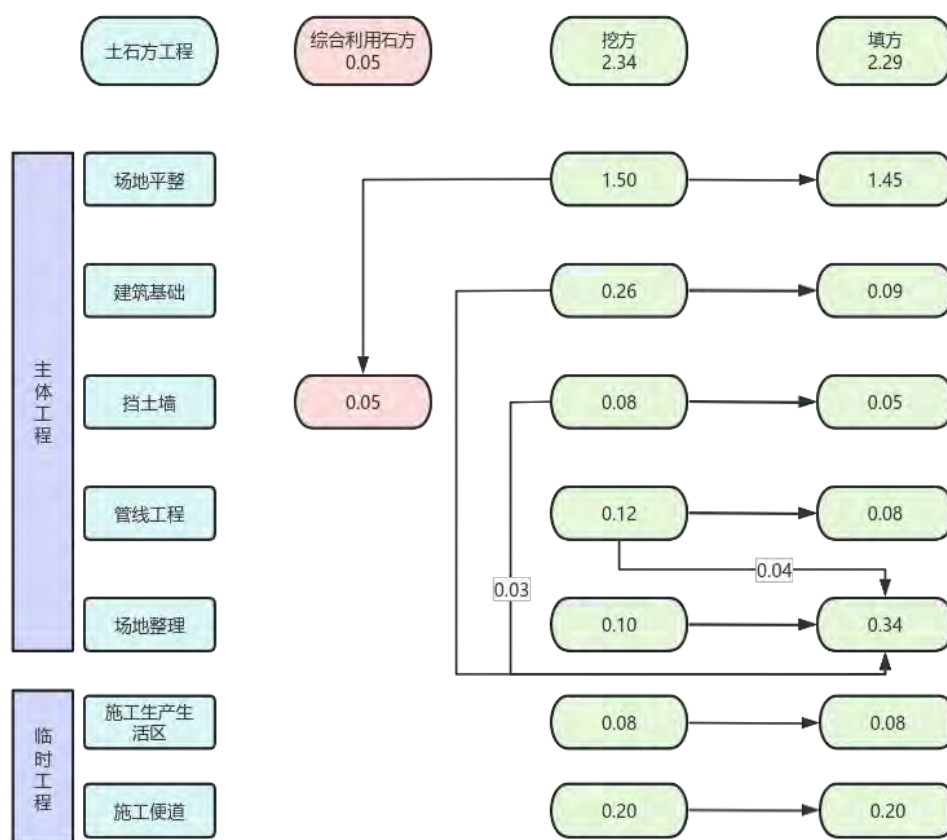 土石方工程
综合利用石方
0.05
挖方
2.34
填方
2.29
主体工程
场地平整
1.50
1.45
建筑基础
0.26
0.09
挡土墙
0.05
0.08
0.05
管线工程
0.12
0.08
0.04
0.03
场地整理
0.10
0.34
临时工程
施工生产生
活区
0.08
0.08
施工便道
0.20
0.20